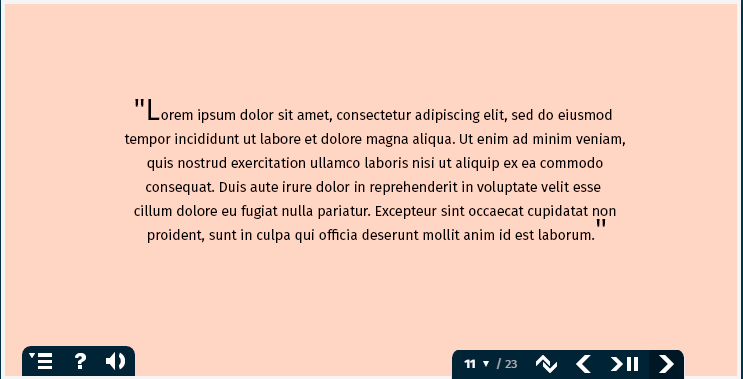 "Lorem ipsum dolor sit amet, consectetur adipiscing elit, sed do eiusmod
tempor incididunt ut labore et dolore magna aliqua. Ut enim ad minim veniam,
quis nostrud exercitation ullamco laboris nisi ut aliquip ex ea commodo
consequat. Duis aute irure dolor in reprehenderit in voluptate velit esse
cillum dolore eu fugiat nulla pariatur. Excepteur sint occaecat cupidatat non
proident, sunt in culpa qui officia deserunt mollit anim id est laborum."
? 11 / 23